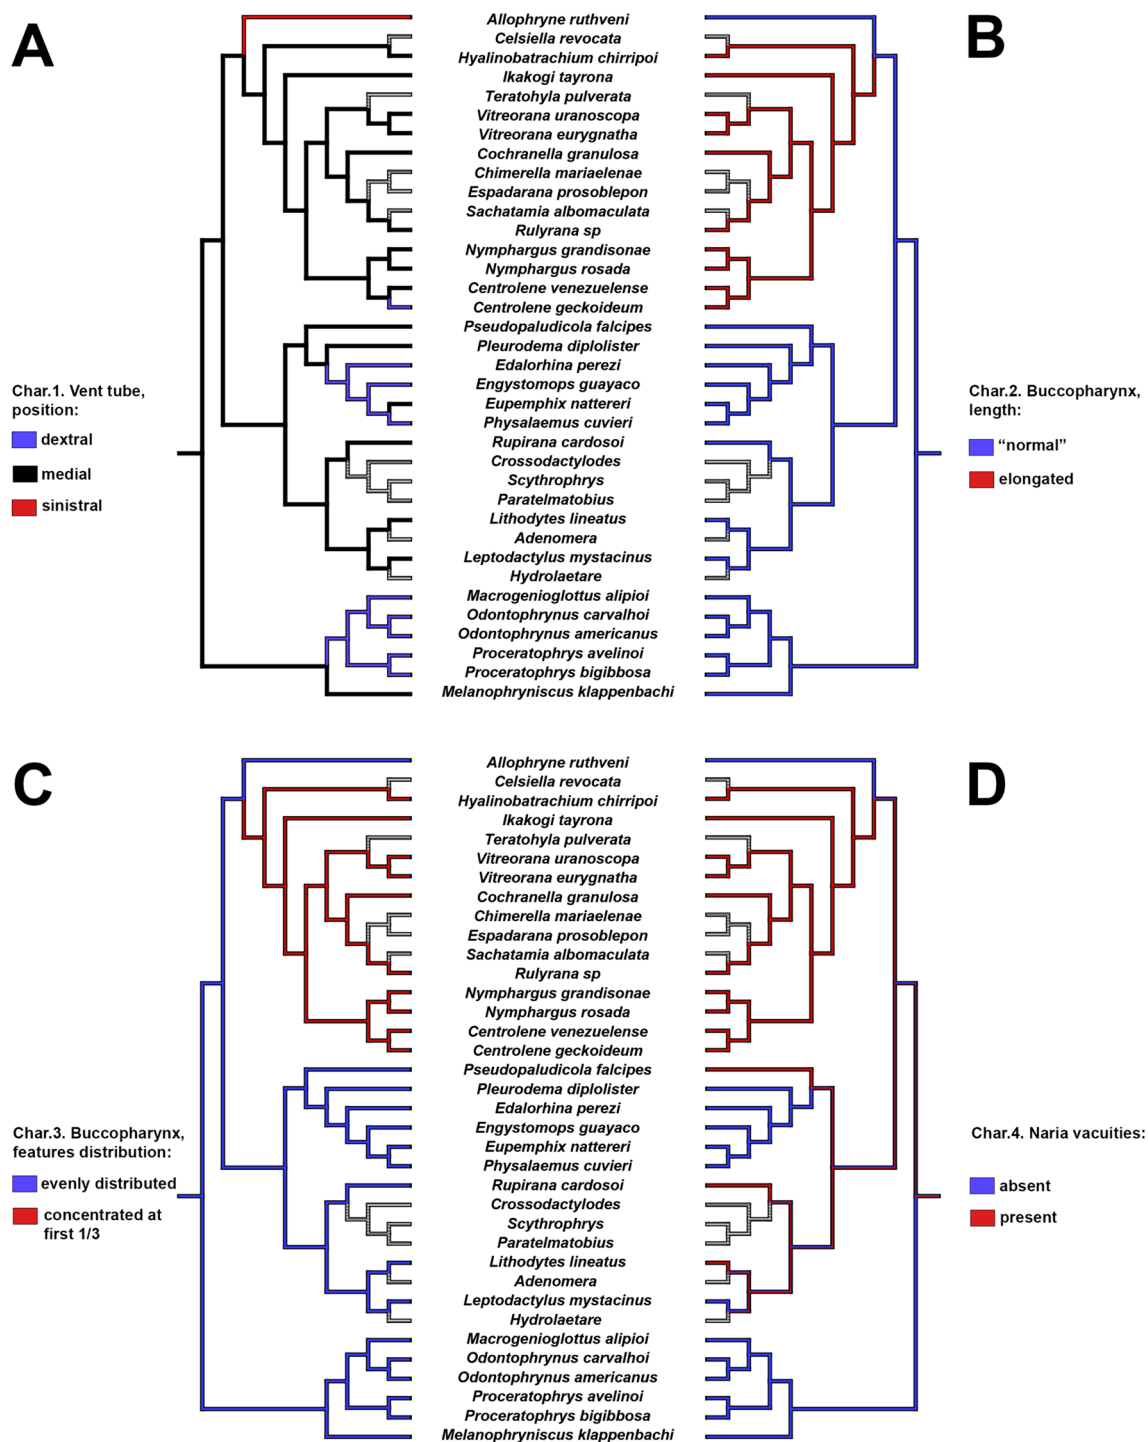 A
B
Allophryne ruthveni
Celsiella revocata
Hyalinobatrachium chirripoi
Ikakogi tayrona
Teratohyla pulverata
Vitreorana uranoscopa
Vitreorana eurygnatha
Cochranella granulosa
Chimerella mariaelenae
Espadarana prosoblepon
Sachatamia albomaculata
Rulyrana sp
Nymphargus grandisonae
Nymphargus rosada
Centrolene venezuelense
Centrolene geckoideum
Pseudopaludicola falcipes
Pleurodema diplolister
Edalorhina perezi
Engystomops guayaco
Eupemphix nattereri
Physalaemus cuvieri
Rupirana cardosoi
Crossodactylodes
Scythrophrys
Paratelmatobius
Lithodytes lineatus
Adenomera
Leptodactylus mystacinus
Hydrolaetare
Macrogenioglottus alipioi
Odontophrynus carvalhoi
Odontophrynus americanus
Proceratophrys avelinoi
Proceratophrys bigibbosa
Melanophryniscus klappenbachi
Char.1. Vent tube,
position:
dextral
medial
sinistral
Char.2. Buccopharynx,
length:
“normal”
elongated
C
D
Allophryne ruthveni
Celsiella revocata
Hyalinobatrachium chirripoi
Ikakogi tayrona
Teratohyla pulverata
Vitreorana uranoscopa
Vitreorana eurygnatha
Cochranella granulosa
Chimerella mariaelenae
Espadarana prosoblepon
Sachatamia albomaculata
Rulyrana sp
Nymphargus grandisonae
Nymphargus rosada
Centrolene venezuelense
Centrolene geckoideum
Pseudopaludicola falcipes
Pleurodema diplolister
Edalorhina perezi
Engystomops guayaco
Eupemphix nattereri
Physalaemus cuvieri
Rupirana cardosoi
Crossodactylodes
Scythrophrys
Paratelmatobius
Lithodytes lineatus
Adenomera
Leptodactylus mystacinus
Hydrolaetare
Macrogenioglottus alipioi
Odontophrynus carvalhoi
Odontophrynus americanus
Proceratophrys avelinoi
Proceratophrys bigibbosa
Melanophryniscus klappenbachi
Char.3. Buccopharynx,
features distribution:
evenly distributed
concentrated at
first 1/3
Char.4. Naria vacuities:
absent
present